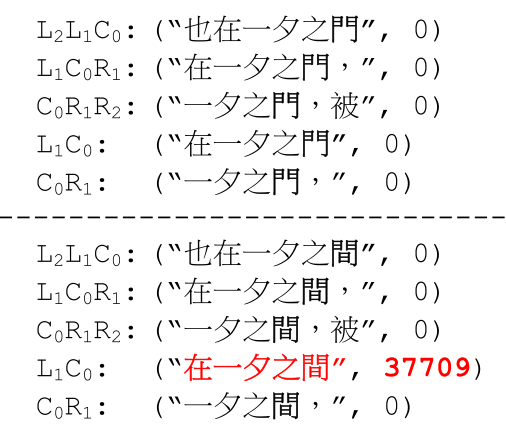 L₂L₁C₀: (“也在一夕之門”, 0)
L₁C₀R₁: (“在一夕之門，”, 0)
C₀R₁R₂: (“一夕之門，被”, 0)
L₁C₀: (“在一夕之門”, 0)
C₀R₁: (“一夕之門，”, 0)
L₂L₁C₀: (“也在一夕之間”, 0)
L₁C₀R₁: (“在一夕之間，”, 0)
C₀R₁R₂: (“一夕之間，被”, 0)
L₁C₀: (“在一夕之間”, 37709)
C₀R₁: (“一夕之間，”, 0)